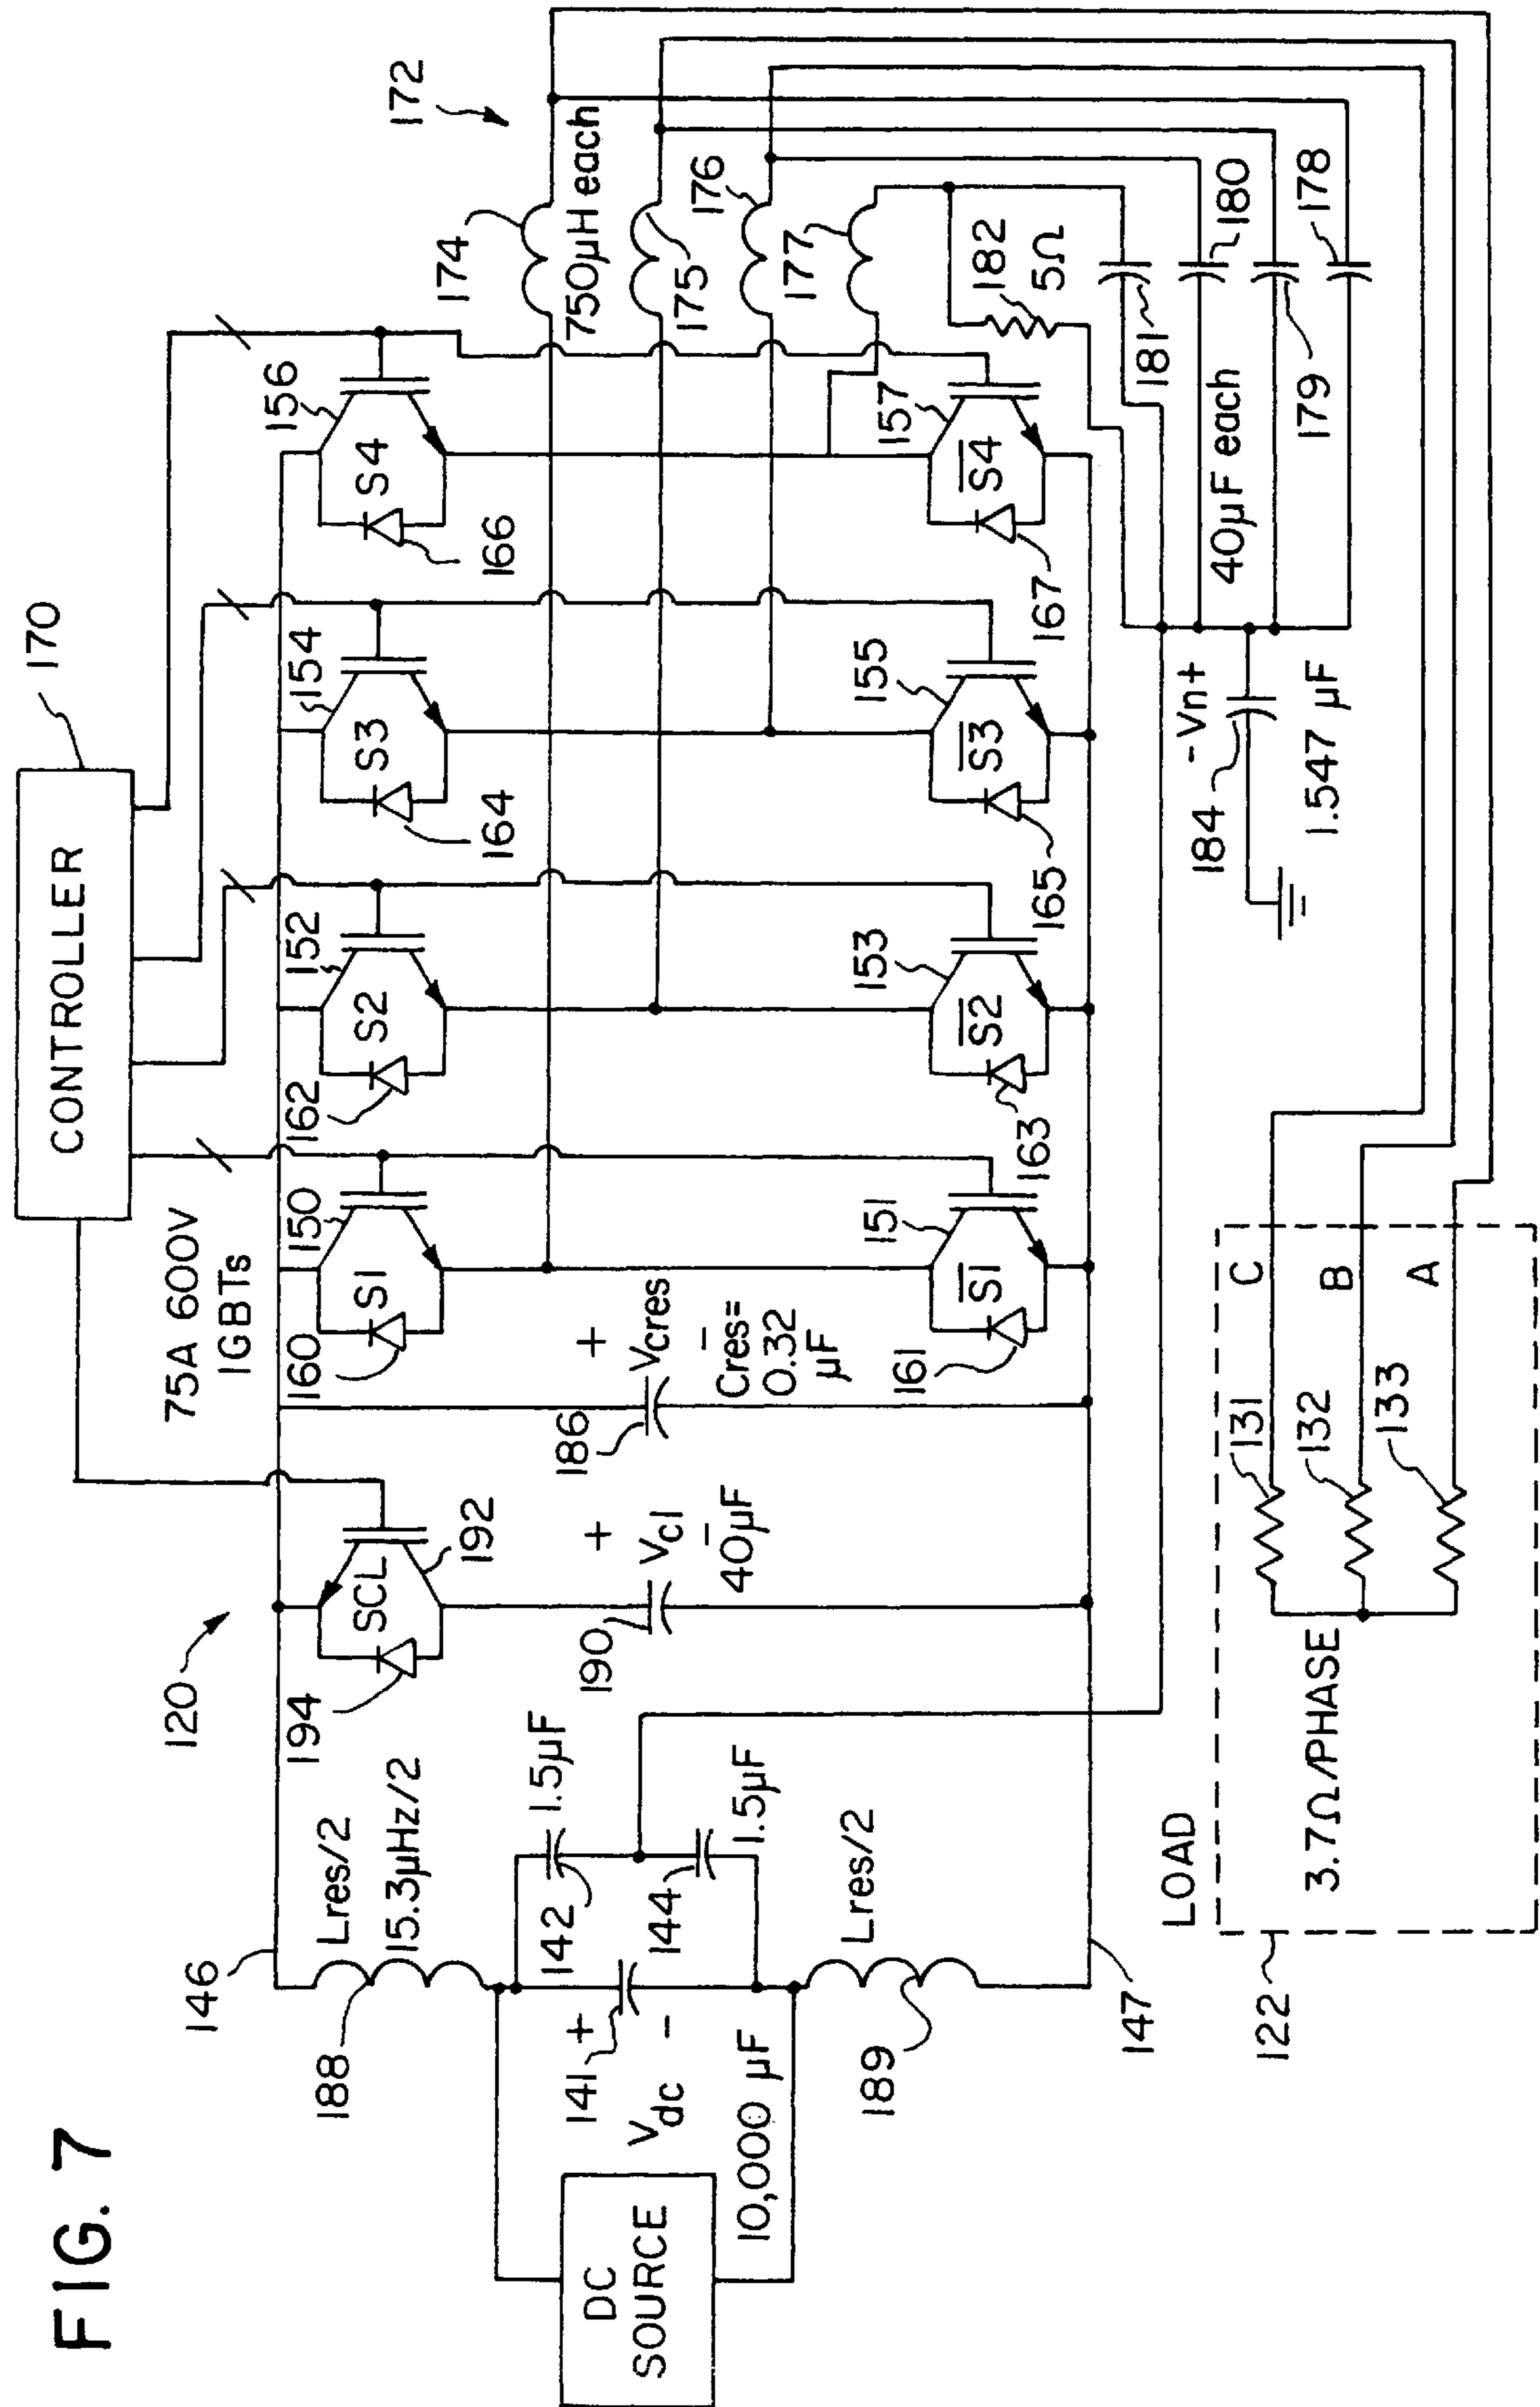 FIG. 7
CONTROLLER
170
75A 600V
IGBTs
120
172
146
Lres/2
15.3µHz/2
188
194
SCL
192
160
S1
150
162
S2
152
164
S3
154
166
S4
156
174
750µH each
175
176
177
182
5Ω
DC
SOURCE
+
141
Vdc
-
10,000 µF
142
1.5µF
144
1.5µF
Lres/2
189
147
190
+
Vcl
-
40µF
186
+
Vcres
-
Cres=
0.32
µF
161
S̅1̅
151
163
S̅2̅
153
165
S̅3̅
155
167
S̅4̅
157
181
180
40µF each
179
178
-Vn+
184
1.547 µF
LOAD
122
3.7Ω/PHASE
131
132
133
C
B
A